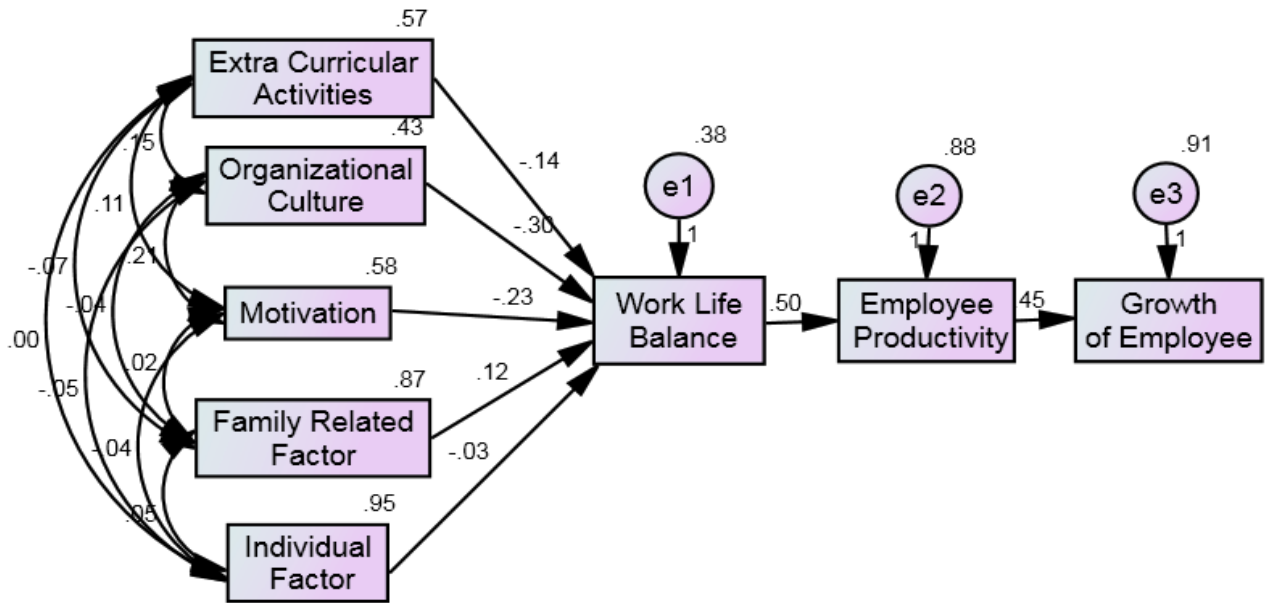 .57
Extra Curricular
Activities
.43
Organizational
Culture
.58
Motivation
.87
Family Related
Factor
.95
Individual
Factor
.15
.11
.21
-.07
-.04
.00
.02
-.05
-.04
.05
-.14
-.30
-.23
.12
-.03
.38
e1
1
Work Life
Balance
.50
.88
e2
1
Employee
Productivity
.45
.91
e3
1
Growth
of Employee